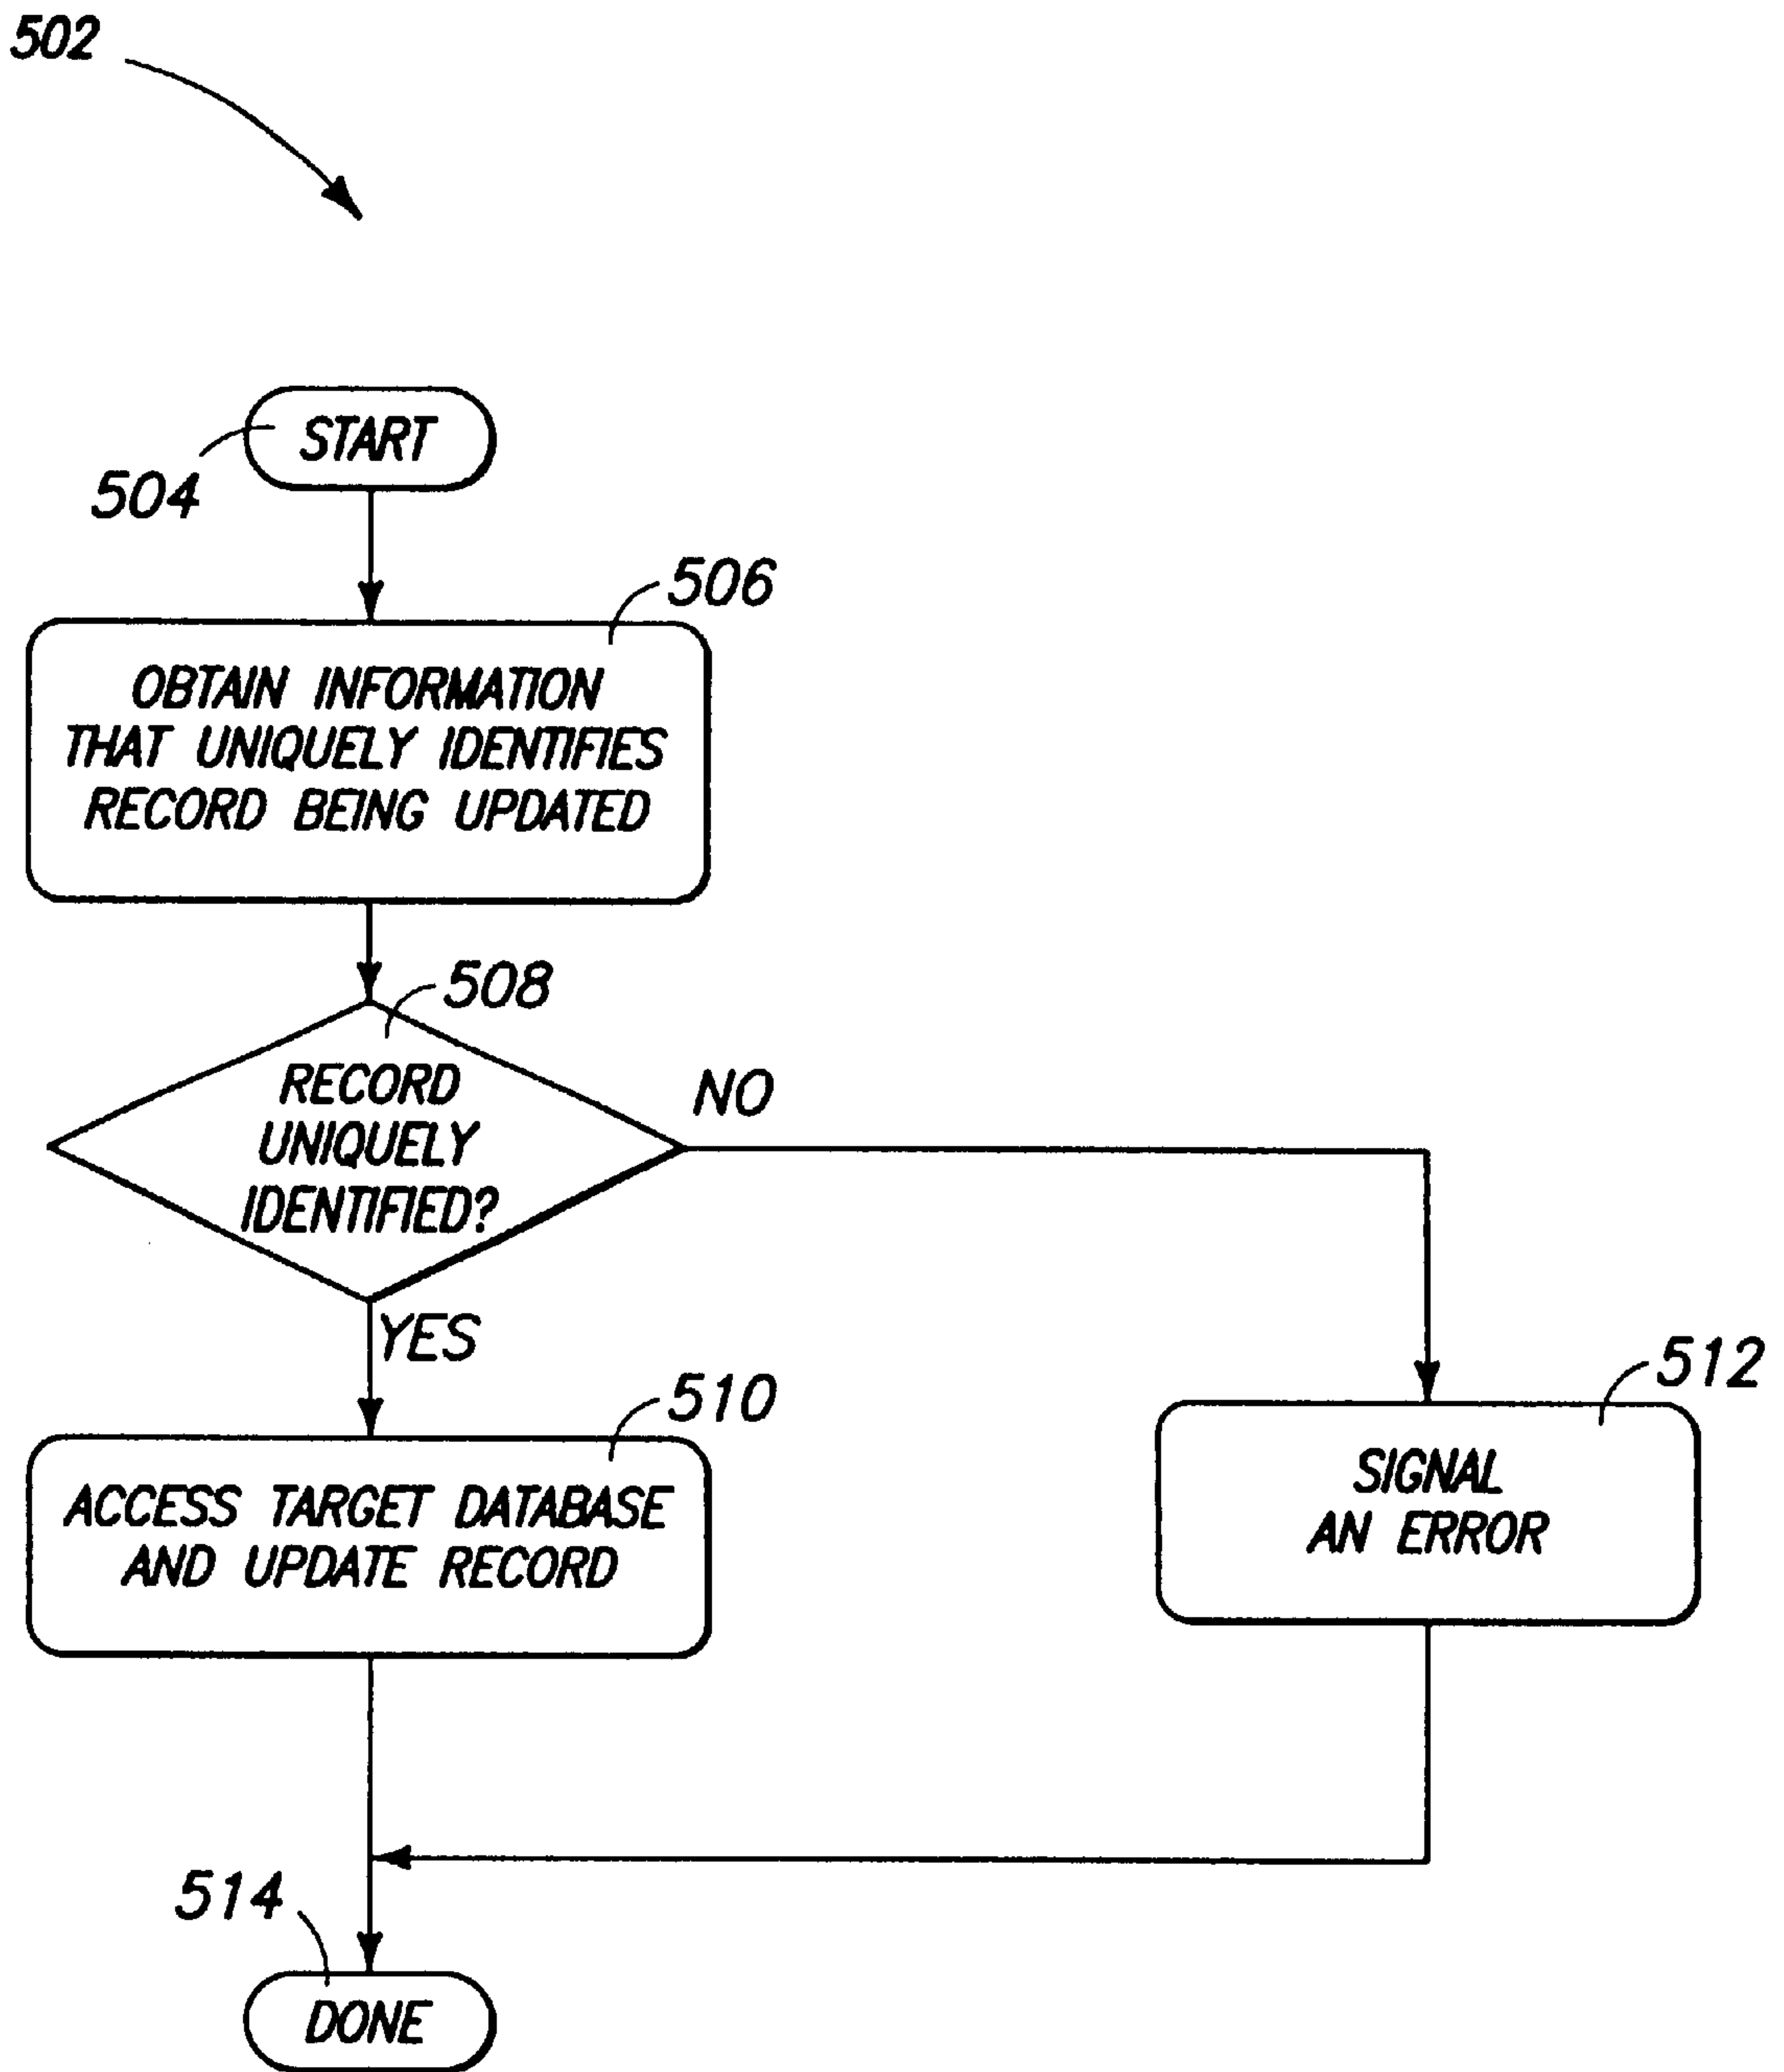 502
START
504
506
OBTAIN INFORMATION
THAT UNIQUELY IDENTIFIES
RECORD BEING UPDATED
508
RECORD
UNIQUELY
IDENTIFIED?
NO
YES
510
ACCESS TARGET DATABASE
AND UPDATE RECORD
512
SIGNAL
AN ERROR
514
DONE